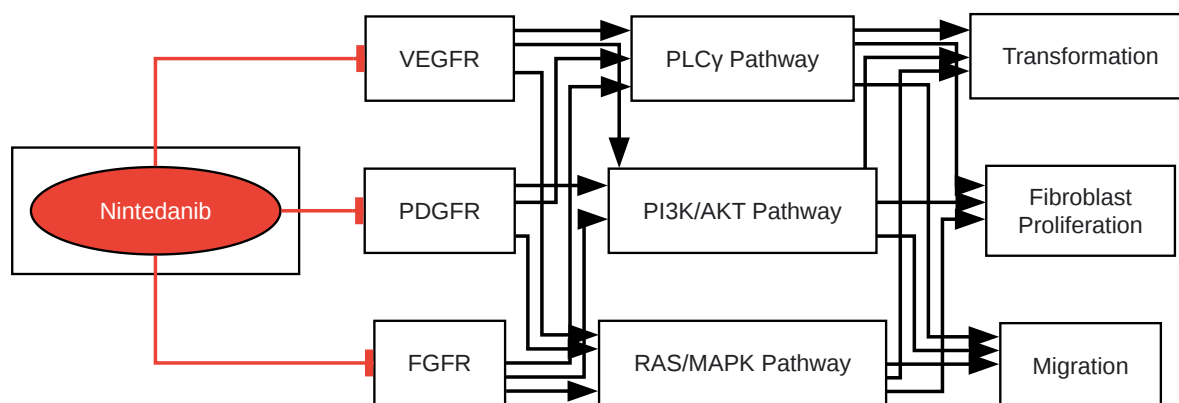 VEGFR
PLCγ Pathway
Transformation
Nintedanib
PDGFR
PI3K/AKT Pathway
Fibroblast
Proliferation
FGFR
RAS/MAPK Pathway
Migration